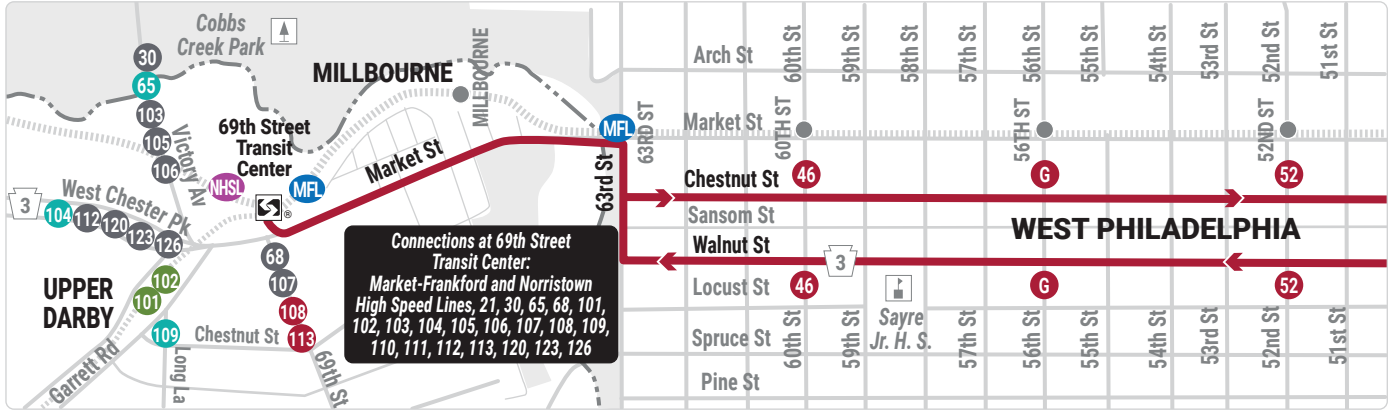 Cobbs
Creek Park
30
65
103
105
106
Victory Av
MILLBOURNE
MILLBOURNE
69th Street
Transit
Center
NHSL
MFL
®
Market St
West Chester Pk
3
104
112
120
123
126
UPPER
DARBY
102
101
109
Garrett Rd
Long La
Chestnut St
68
107
108
113
69th St
Connections at 69th Street
Transit Center:
Market-Frankford and Norristown
High Speed Lines, 21, 30, 65, 68, 101,
102, 103, 104, 105, 106, 107, 108, 109,
110, 111, 112, 113, 120, 123, 126
MFL
63RD ST
63rd St
Arch St
Market St
Chestnut St
Sansom St
Walnut St
Locust St
Spruce St
Pine St
60th St
59th St
58th St
57th St
56th St
55th St
54th St
53rd St
52nd St
51st St
60TH ST
56TH ST
52ND ST
46
G
52
WEST PHILADELPHIA
3
46
G
52
Sayre
Jr. H. S.
60th St
59th St
57th St
56th St
55th St
54th St
53rd St
52nd St
51st St